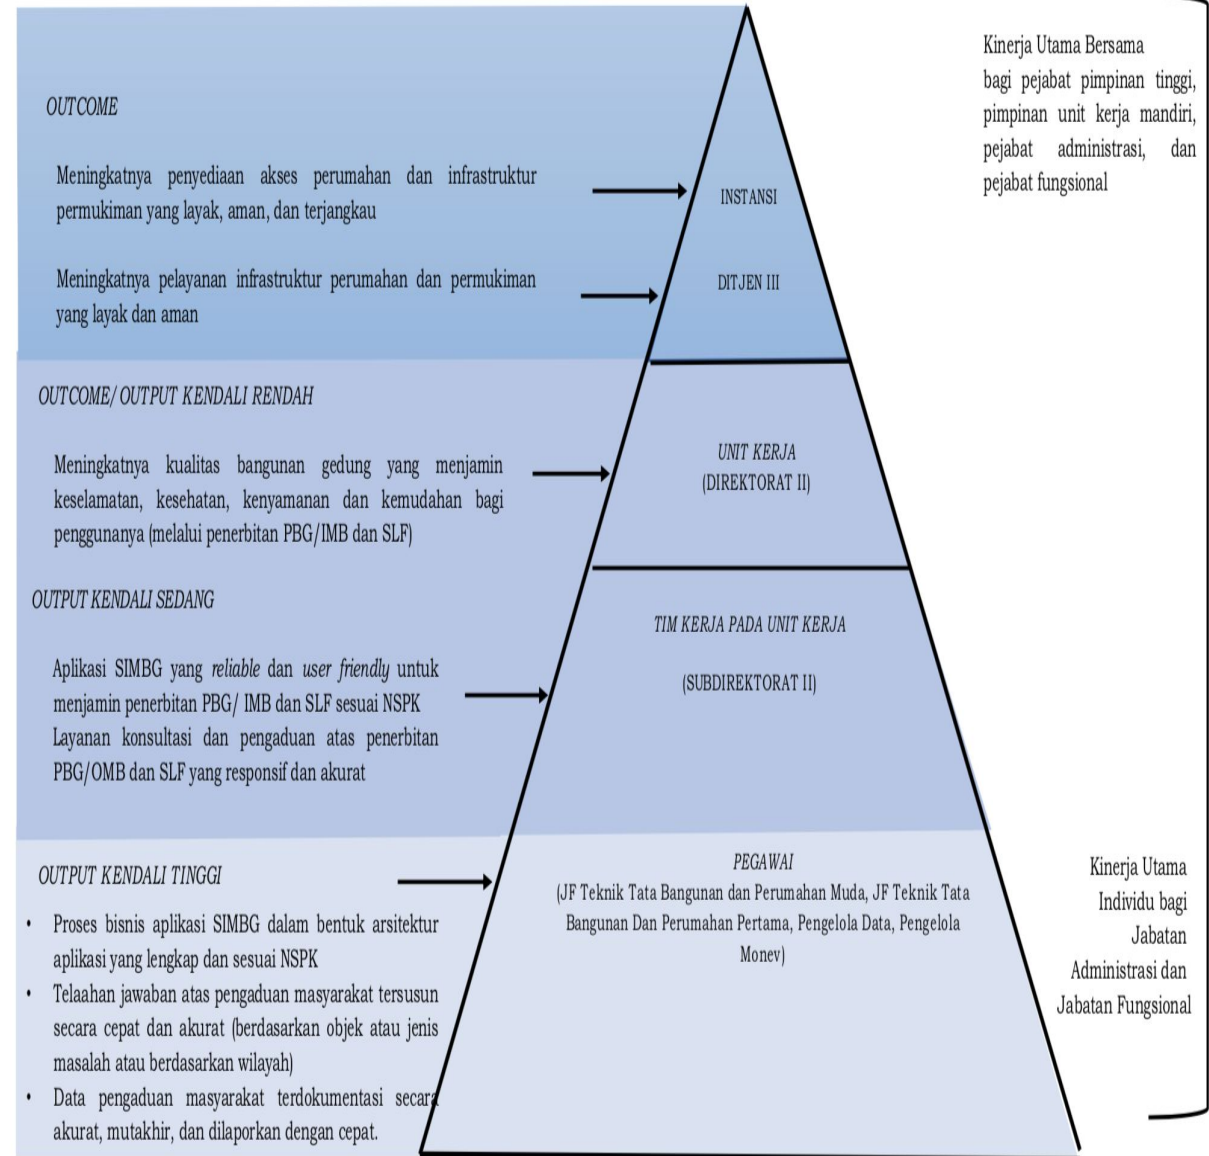 OUTCOME
Meningkatnya penyediaan akses perumahan dan infrastruktur
permukiman yang layak, aman, dan terjangkau
Meningkatnya pelayanan infrastruktur perumahan dan permukiman
yang layak dan aman
INSTANSI
DITJEN III
Kinerja Utama Bersama
bagi pejabat pimpinan tinggi,
pimpinan unit kerja mandiri,
pejabat administrasi, dan
pejabat fungsional
OUTCOME/ OUTPUT KENDALI RENDAH
Meningkatnya kualitas bangunan gedung yang menjamin
keselamatan, kesehatan, kenyamanan dan kemudahan bagi
penggunanya (melalui penerbitan PBG/IMB dan SLF)
UNIT KERJA
(DIREKTORAT II)
OUTPUT KENDALI SEDANG
Aplikasi SIMBG yang reliable dan user friendly untuk
menjamin penerbitan PBG/ IMB dan SLF sesuai NSPK
Layanan konsultasi dan pengaduan atas penerbitan
PBG/OMB dan SLF yang responsif dan akurat
TIM KERJA PADA UNIT KERJA
(SUBDIREKTORAT II)
OUTPUT KENDALI TINGGI
• Proses bisnis aplikasi SIMBG dalam bentuk arsitektur
aplikasi yang lengkap dan sesuai NSPK
• Telaahan jawaban atas pengaduan masyarakat tersusun
secara cepat dan akurat (berdasarkan objek atau jenis
masalah atau berdasarkan wilayah)
• Data pengaduan masyarakat terdokumentasi secara
akurat, mutakhir, dan dilaporkan dengan cepat.
PEGAWAI
(JF Teknik Tata Bangunan dan Perumahan Muda, JF Teknik Tata
Bangunan Dan Perumahan Pertama, Pengelola Data, Pengelola
Monev)
Kinerja Utama
Individu bagi
Jabatan
Administrasi dan
Jabatan Fungsional